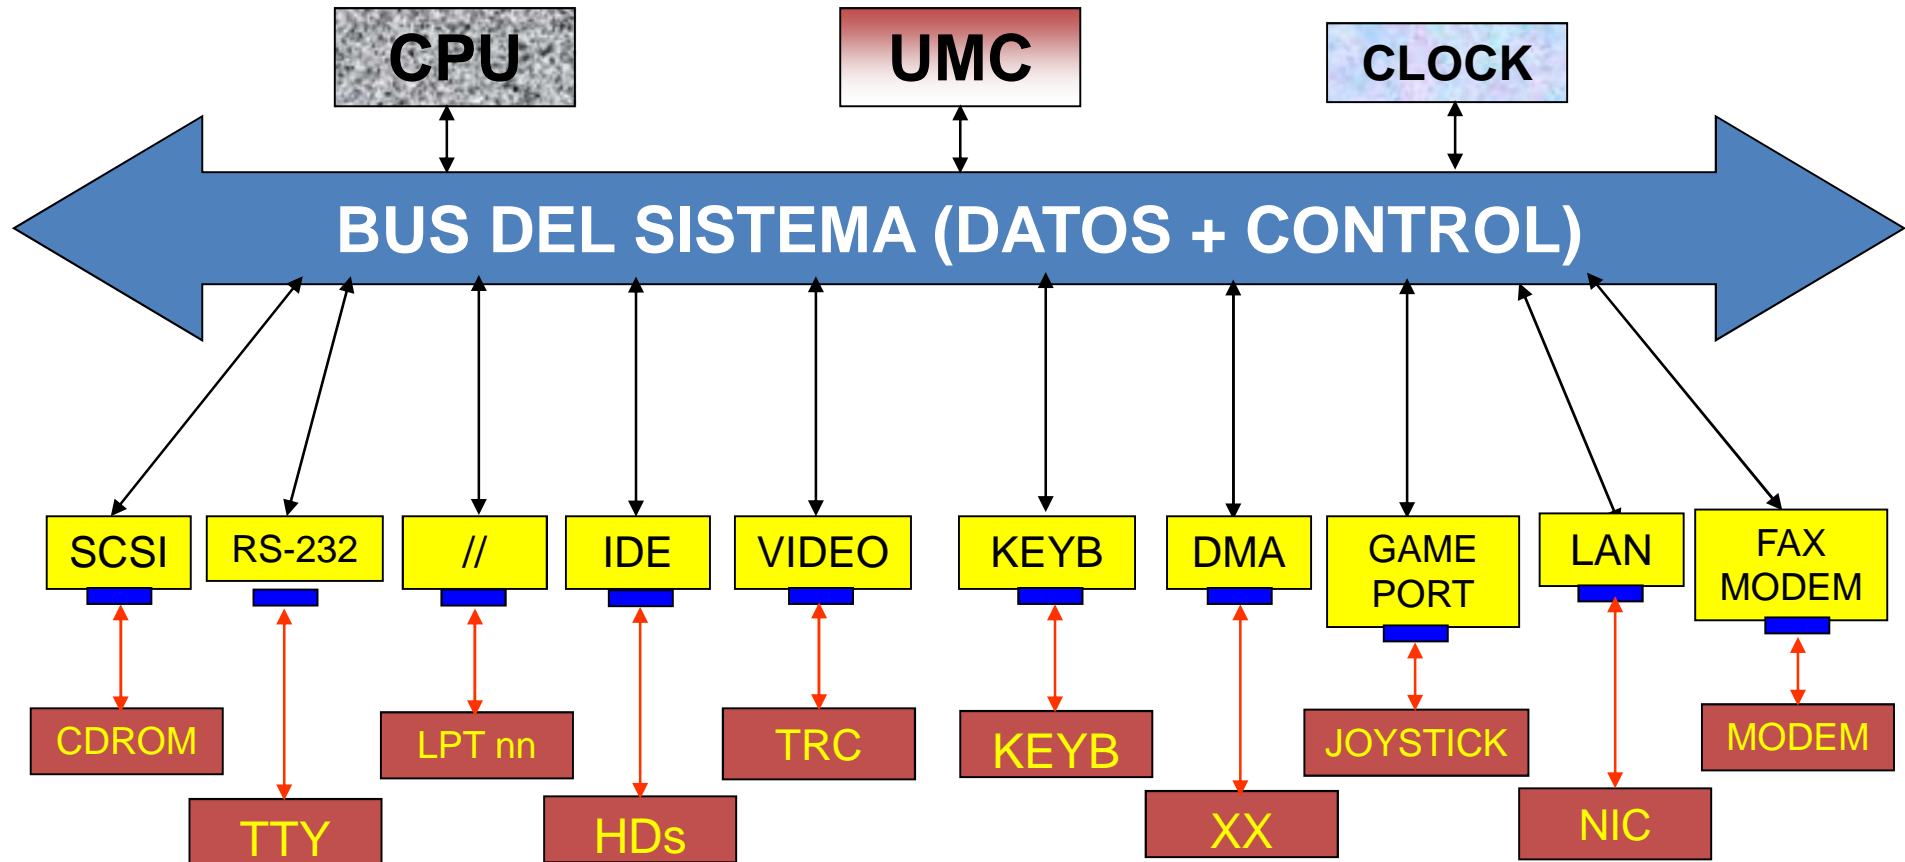 CPU
UMC
CLOCK
BUS DEL SISTEMA (DATOS + CONTROL)
SCSI
RS-232
//
IDE
VIDEO
KEYB
DMA
GAME
PORT
LAN
FAX
MODEM
CDROM
LPT nn
TRC
KEYB
JOYSTICK
MODEM
TTY
HDs
XX
NIC